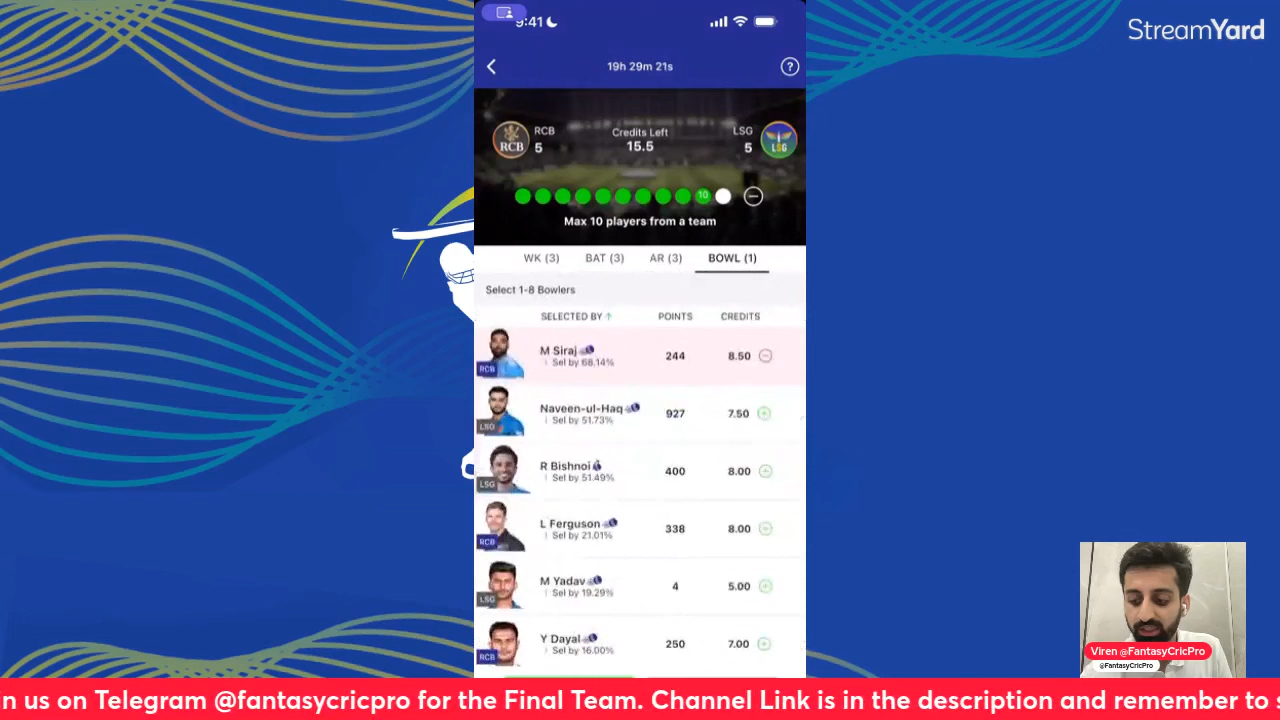 StreamYard
9:41
19h 29m 21s
?
RCB
5
Credits Left
15.5
LSG
5
RCB
LSG
10
Max 10 players from a team
WK (3)
BAT (3)
AR (3)
BOWL (1)
Select 1-8 Bowlers
SELECTED BY ↑
POINTS
CREDITS
M Siraj
Sel by 68.14%
244
8.50
RCB
Naveen-ul-Haq
Sel by 51.73%
927
7.50
LSG
R Bishnoi
Sel by 51.49%
400
8.00
LSG
L Ferguson
Sel by 21.01%
338
8.00
RCB
M Yadav
Sel by 19.29%
4
5.00
LSG
Y Dayal
Sel by 16.00%
250
7.00
RCB
Viren @FantasyCricPro
@FantasyCricPro
in us on Telegram @fantasycricpro for the Final Team. Channel Link is in the description and remember to